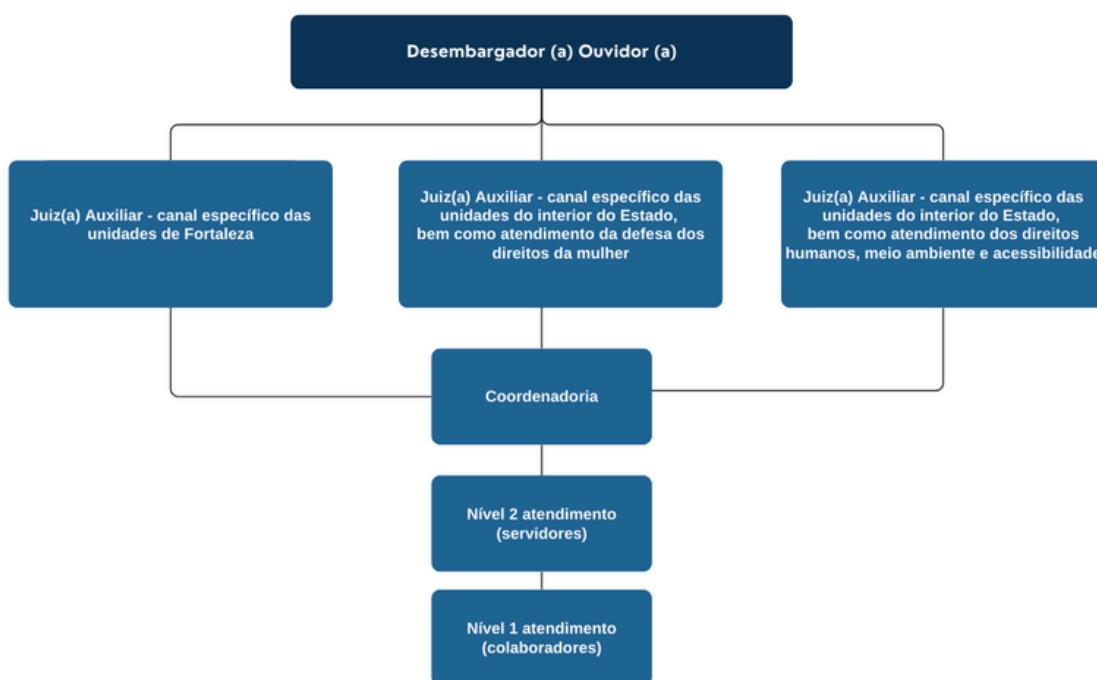 Desembargador (a) Ouvidor (a)
Juiz(a) Auxiliar - canal específico das
unidades de Fortaleza
Juiz(a) Auxiliar - canal específico das
unidades do interior do Estado,
bem como atendimento da defesa dos
direitos da mulher
Juiz(a) Auxiliar - canal específico das
unidades do interior do Estado,
bem como atendimento dos direitos
humanos, meio ambiente e acessibilidade
Coordenadoria
Nível 2 atendimento
(servidores)
Nível 1 atendimento
(colaboradores)